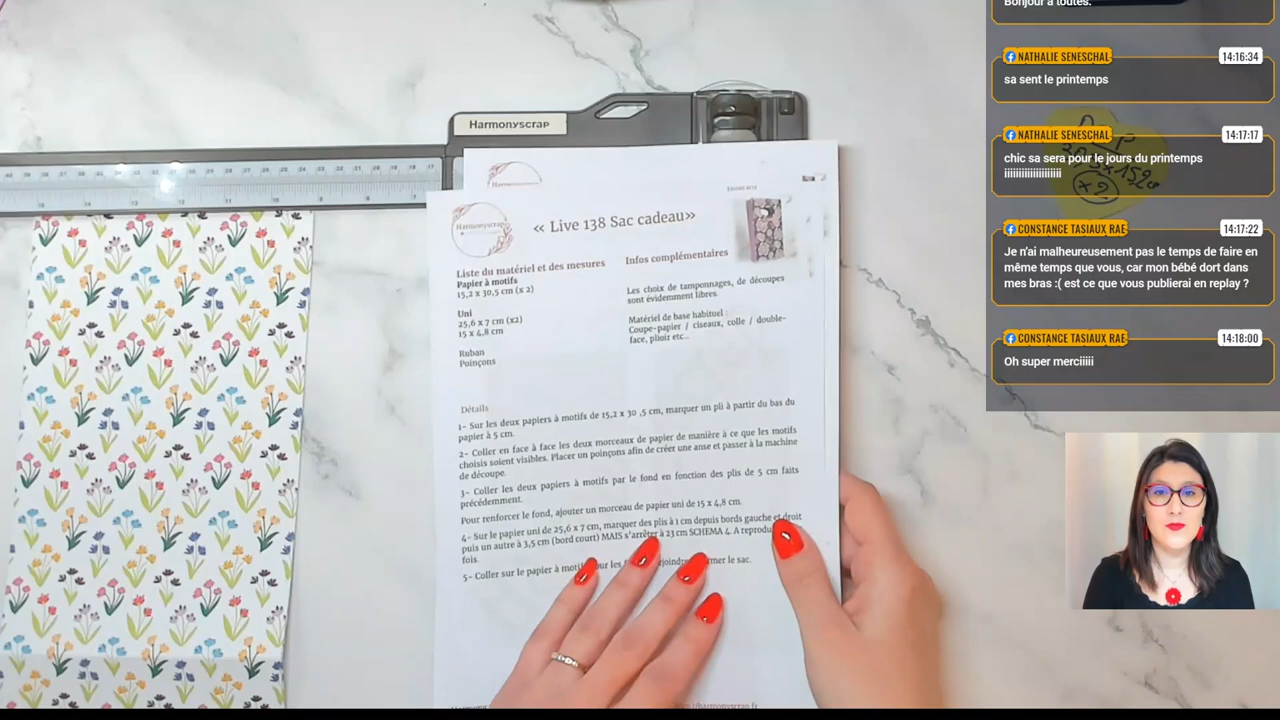 Harmonyscrap
Harmonyscrap
« Live 138 Sac cadeau»
Liste du matériel et des mesures
Papier à motifs
15,2 x 30,5 cm (x 2)
Uni
25,6 x 7 cm (x2)
15 x 4,8 cm
Ruban
Poinçons
Infos complémentaires
Les choix de tamponnages, de découpes
sont évidemment libres.
Matériel de base habituel :
Coupe-papier / ciseaux, colle / double-
face, plioir etc...
Détails
1- Sur les deux papiers à motifs de 15,2 x 30 ,5 cm, marquer un pli à partir du bas du
papier à 5 cm.
2- Coller en face à face les deux morceaux de papier de manière à ce que les motifs
choisis soient visibles. Placer un poinçons afin de créer une anse et passer à la machine
de découpe.
3- Coller les deux papiers à motifs par le fond en fonction des plis de 5 cm faits
précédemment.
Pour renforcer le fond, ajouter un morceau de papier uni de 15 x 4,8 cm.
4- Sur le papier uni de 25,6 x 7 cm, marquer des plis à 1 cm depuis bords gauche et droit
puis un autre à 3,5 cm (bord court) MAIS s'arrêter à 23 cm SCHEMA 4. A reprodu
fois.
5- Coller sur le papier à moti our les joindre rmer le sac.
Bonjour à toutes.
NATHALIE SENESCHAL 14:16:34
sa sent le printemps
NATHALIE SENESCHAL 14:17:17
chic sa sera pour le jours du printemps
iiiiiiiiiiiiiiiiiii
CONSTANCE TASIAUX RAE 14:17:22
Je n'ai malheureusement pas le temps de faire en
même temps que vous, car mon bébé dort dans
mes bras :( est ce que vous publierai en replay ?
CONSTANCE TASIAUX RAE 14:18:00
Oh super merciiiii